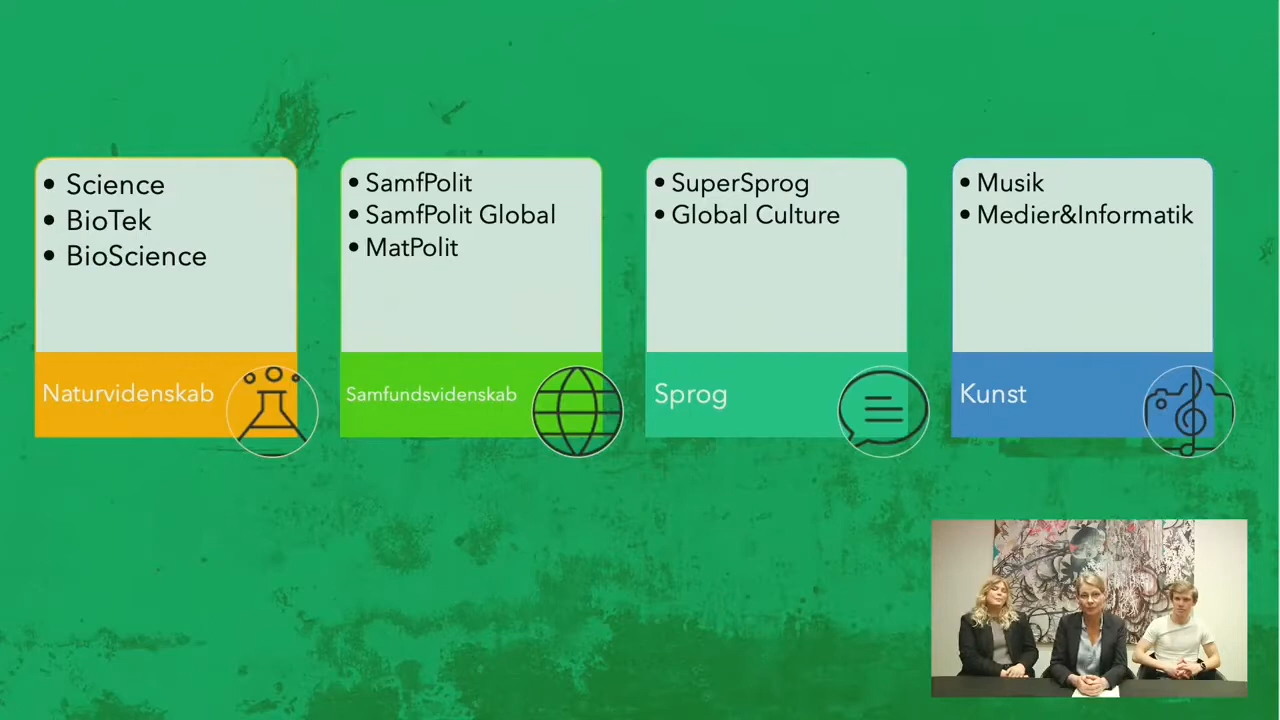 • Science
• BioTek
• BioScience
Naturvidenskab
• SamfPolit
• SamfPolit Global
• MatPolit
Samfundsvidenskab
• SuperSprog
• Global Culture
Sprog
• Musik
• Medier&Informatik
Kunst